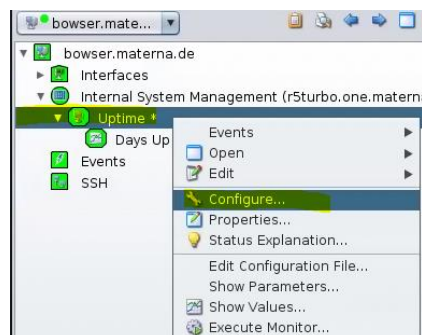 bowser.mate...
bowser.materna.de
Interfaces
Internal System Management (r5turbo.one.matern
Uptime *
Days Up
Events
SSH
Events
Open
Edit
Configure...
Properties...
Status Explanation...
Edit Configuration File...
Show Parameters...
Show Values...
Execute Monitor...